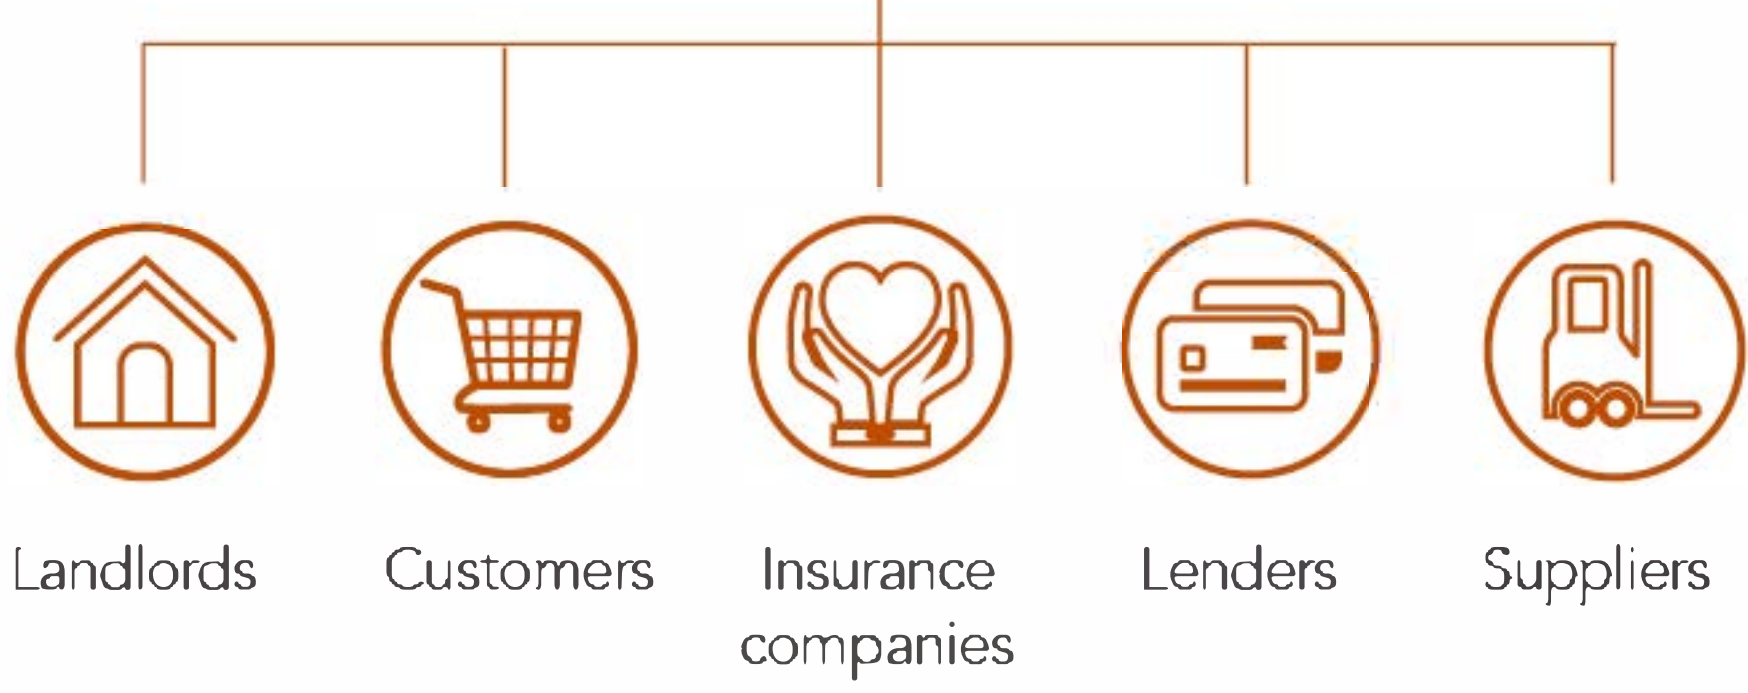 Landlords
Customers
Insurance
companies
Lenders
Suppliers